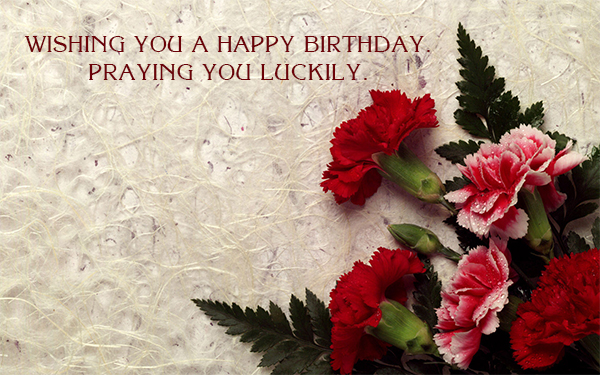 WISHING YOU A HAPPY BIRTHDAY.
PRAYING YOU LUCKILY.